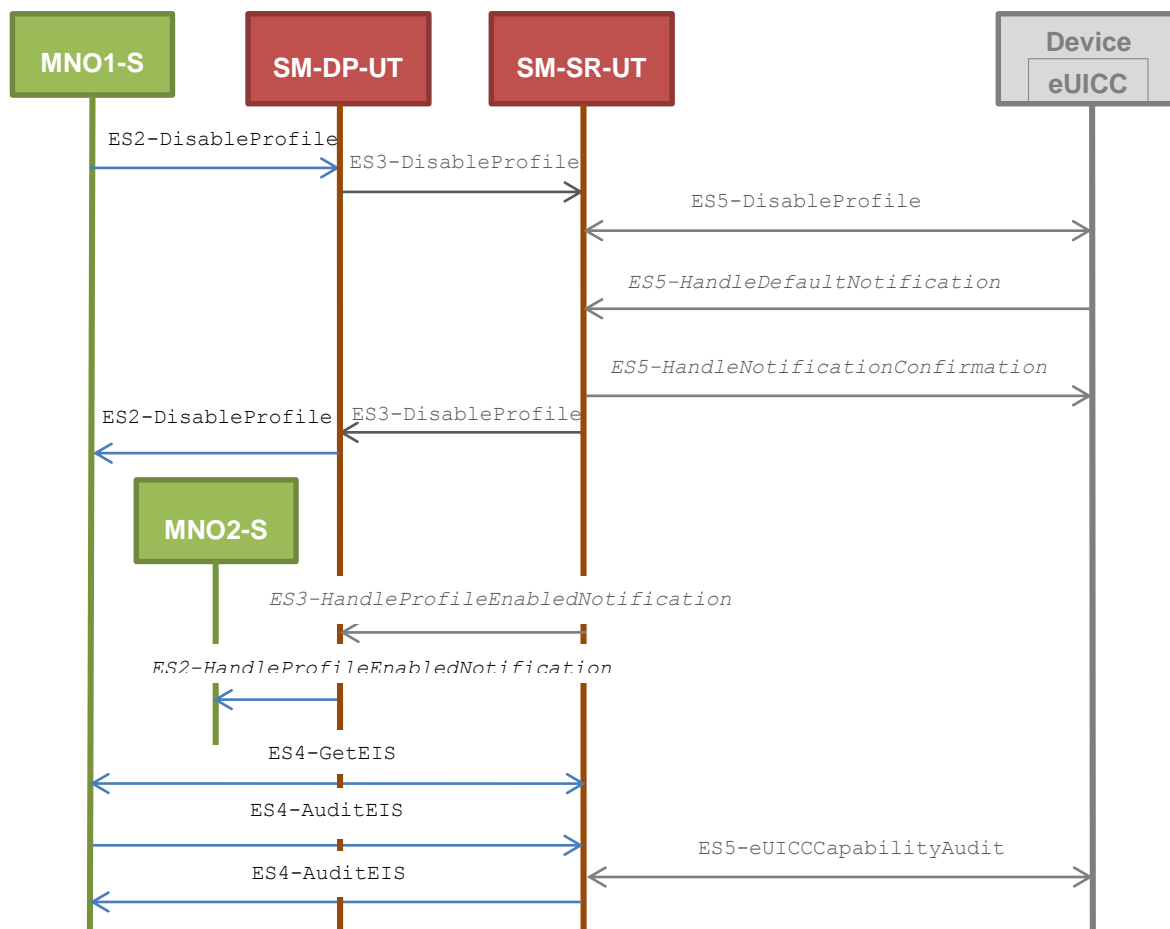 MNO1-S
SM-DP-UT
SM-SR-UT
Device
eUICC
ES2-DisableProfile
ES3-DisableProfile
ES5-DisableProfile
ES5-HandleDefaultNotification
ES5-HandleNotificationConfirmation
ES2-DisableProfile
ES3-DisableProfile
MNO2-S
ES3-HandleProfileEnabledNotification
ES2-HandleProfileEnabledNotification
ES4-GetEIS
ES4-AuditEIS
ES5-eUICCCapabilityAudit
ES4-AuditEIS